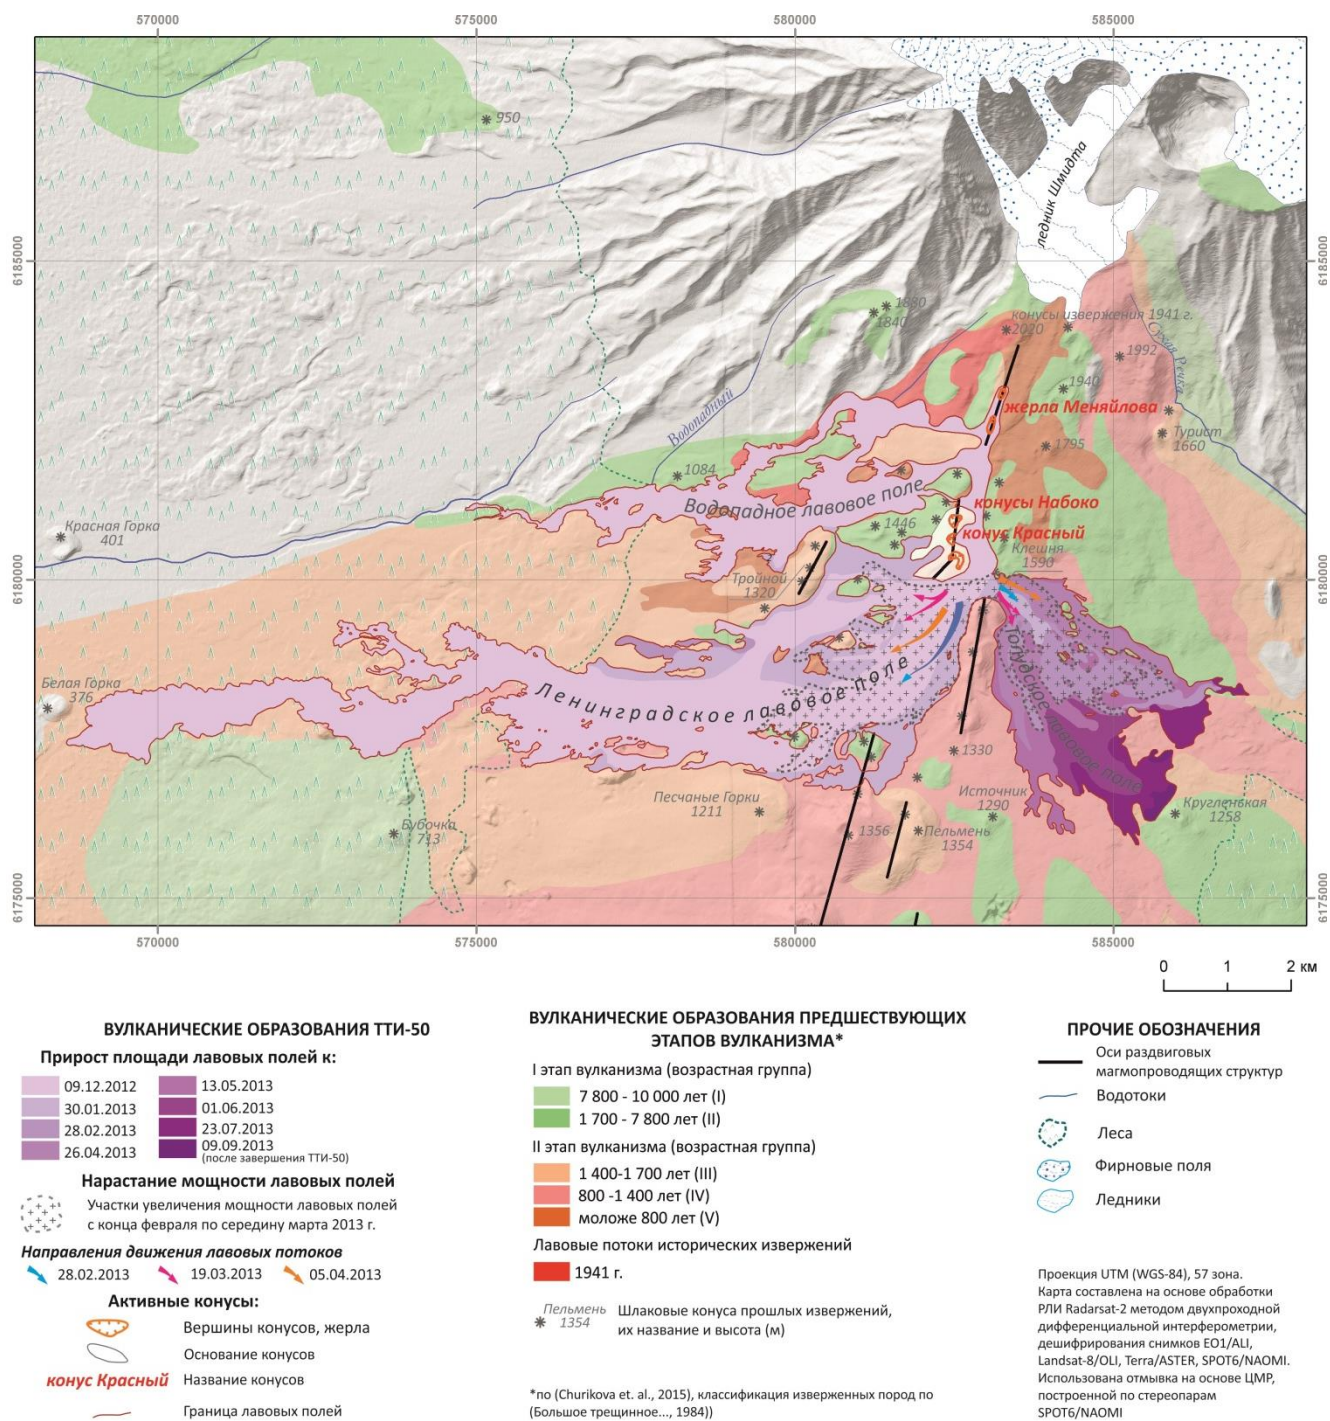 570000
575000
580000
585000
6185000
6185000
6180000
6180000
6175000
6175000
950
ледник Шмидта
1880
1840
конусы извержения 1941 г.
2020
1992
Сухая Речка
1940
жерла Меняйлова
Водопадный
Турист
1660
1795
1084
Водопадное лавовое поле
конусы Набоко
Красная Горка
401
1446
конус Красный
Клешня
1590
Тройной
1320
Толудское лавовое поле
Белая Горка
376
Ленинградское лавовое поле
1330
Песчаные Горки
1211
Источник
1290
Кругленькая
1258
Бубочка
713
1356
Пельмень
1354
570000
575000
580000
585000
0 1 2 км
ВУЛКАНИЧЕСКИЕ ОБРАЗОВАНИЯ ТТИ-50
Прирост площади лавовых полей к:
09.12.2012
30.01.2013
28.02.2013
26.04.2013
13.05.2013
01.06.2013
23.07.2013
09.09.2013
(после завершения ТТИ-50)
Нарастание мощности лавовых полей
Участки увеличения мощности лавовых полей
с конца февраля по середину марта 2013 г.
Направления движения лавовых потоков
28.02.2013 19.03.2013 05.04.2013
Активные конусы:
Вершины конусов, жерла
Основание конусов
конус Красный Название конусов
Граница лавовых полей
ВУЛКАНИЧЕСКИЕ ОБРАЗОВАНИЯ ПРЕДШЕСТВУЮЩИХ
ЭТАПОВ ВУЛКАНИЗМА*
I этап вулканизма (возрастная группа)
7 800 - 10 000 лет (I)
1 700 - 7 800 лет (II)
II этап вулканизма (возрастная группа)
1 400-1 700 лет (III)
800 -1 400 лет (IV)
моложе 800 лет (V)
Лавовые потоки исторических извержений
1941 г.
Пельмень
1354
Шлаковые конуса прошлых извержений,
их название и высота (м)
*по (Churikova et. al., 2015), классификация изверженных пород по
(Большое трещинное..., 1984))
ПРОЧИЕ ОБОЗНАЧЕНИЯ
Оси раздвиговых
магмопроводящих структур
Водотоки
Леса
Фирновые поля
Ледники
Проекция UTM (WGS-84), 57 зона.
Карта составлена на основе обработки
РЛИ Radarsat-2 методом двухпроходной
дифференциальной интерферометрии,
дешифрирования снимков EO1/ALI,
Landsat-8/OLI, Terra/ASTER, SPOT6/NAOMI.
Использована отмывка на основе ЦМР,
построенной по стереопарам
SPOT6/NAOMI